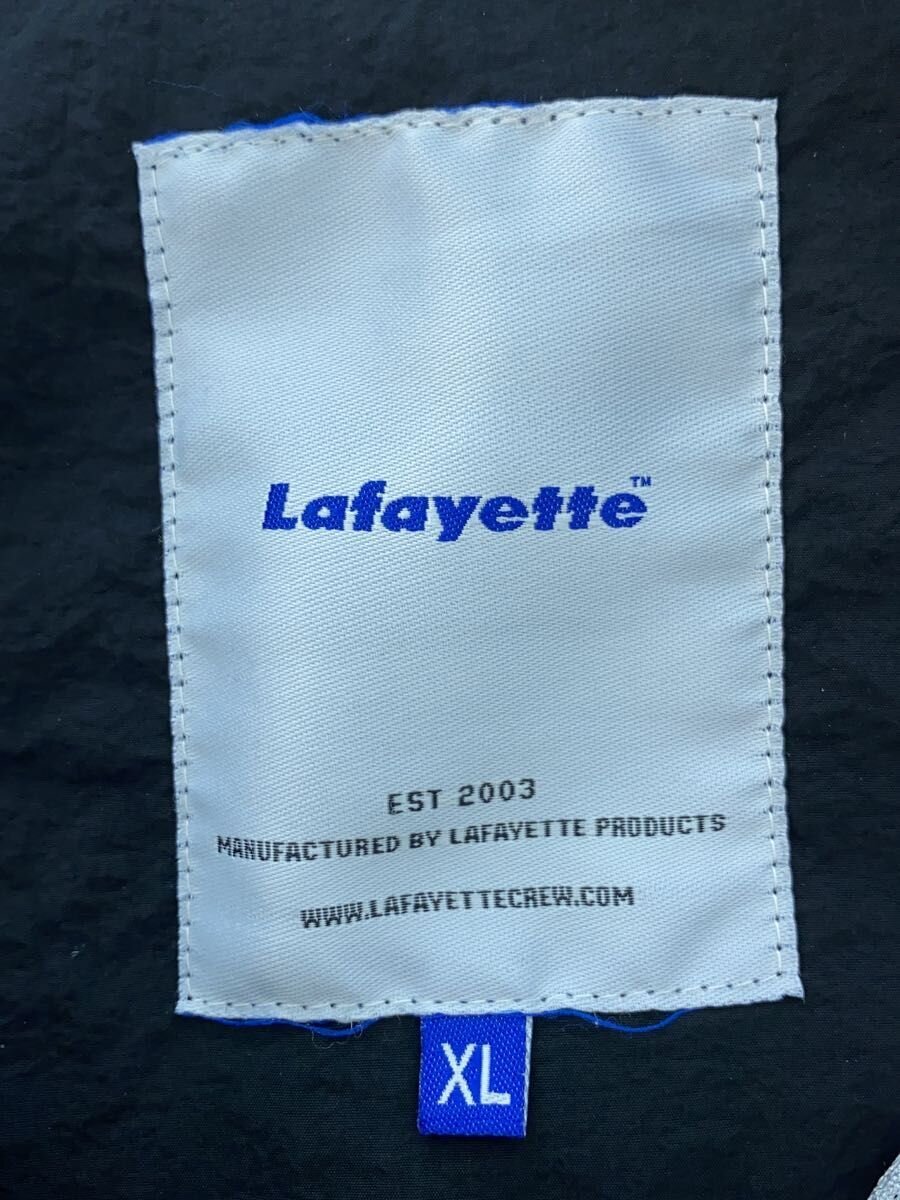 Lafayette™
EST 2003
MANUFACTURED BY LAFAYETTE PRODUCTS
WWW.LAFAYETTECREW.COM
XL